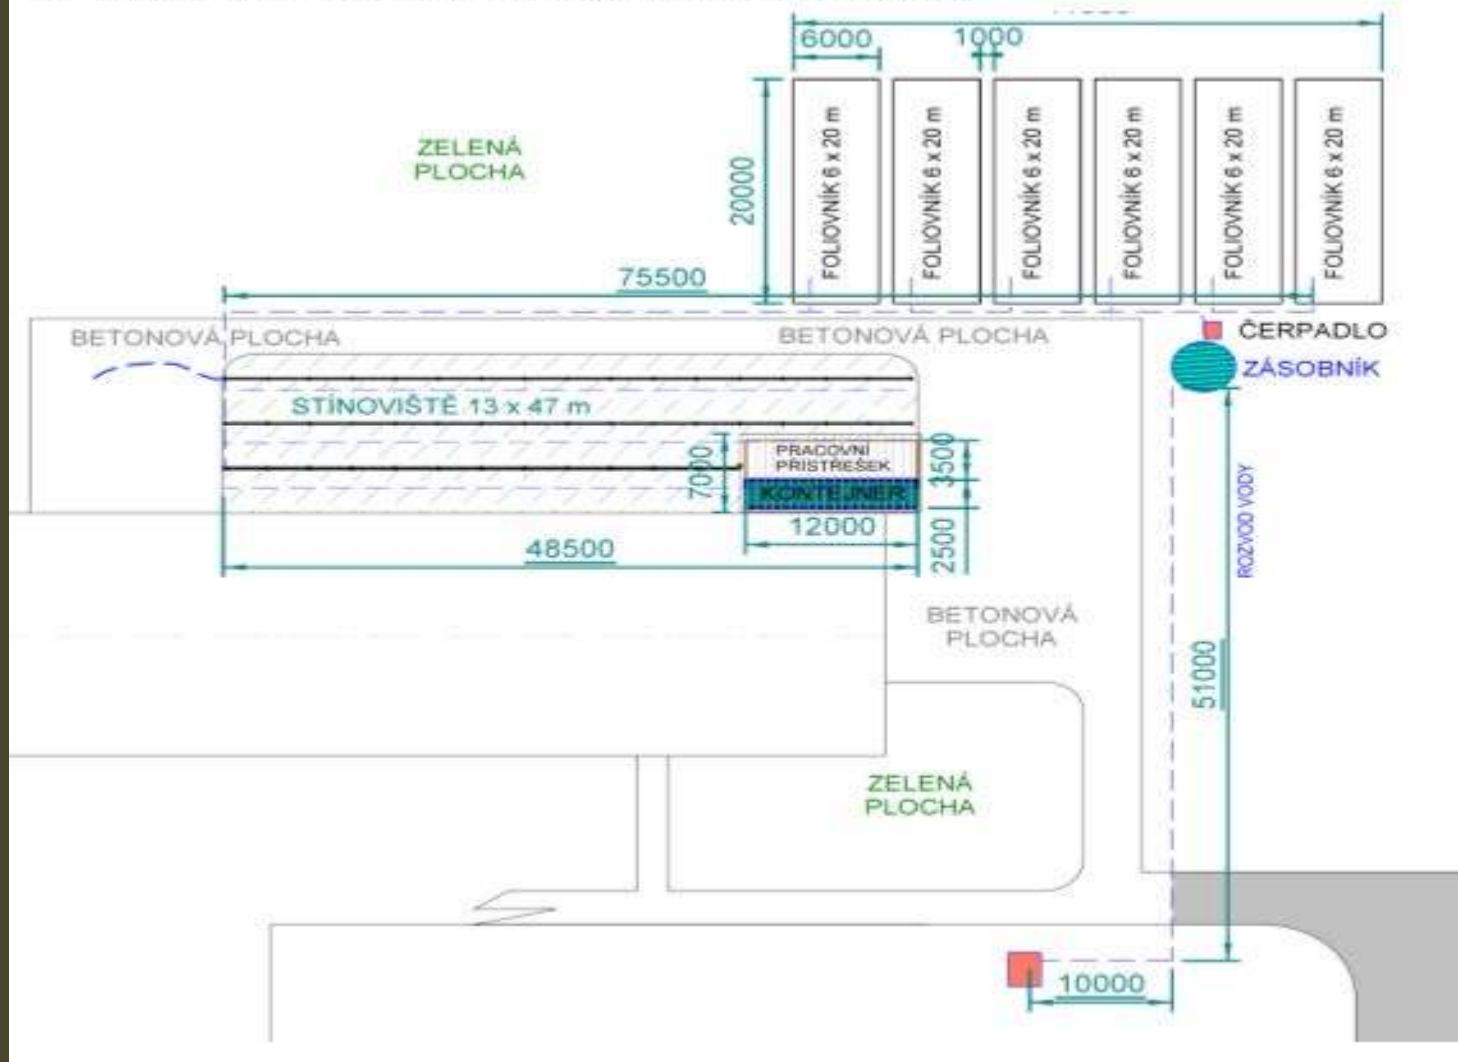 6000
1000
FOLIOVNÍK 6 x 20 m
FOLIOVNÍK 6 x 20 m
FOLIOVNÍK 6 x 20 m
FOLIOVNÍK 6 x 20 m
FOLIOVNÍK 6 x 20 m
FOLIOVNÍK 6 x 20 m
ZELENÁ
PLOCHA
20000
75500
BETONOVÁ PLOCHA
BETONOVÁ PLOCHA
ČERPADLO
ZÁSOBNÍK
STÍNOVIŠTĚ 13 x 47 m
7000
PRACOVNÍ
PŘISTŘEŠEK
3500
KONTEJNER
12000
2500
48500
ROZVOD VODY
BETONOVÁ
PLOCHA
51000
ZELENÁ
PLOCHA
10000